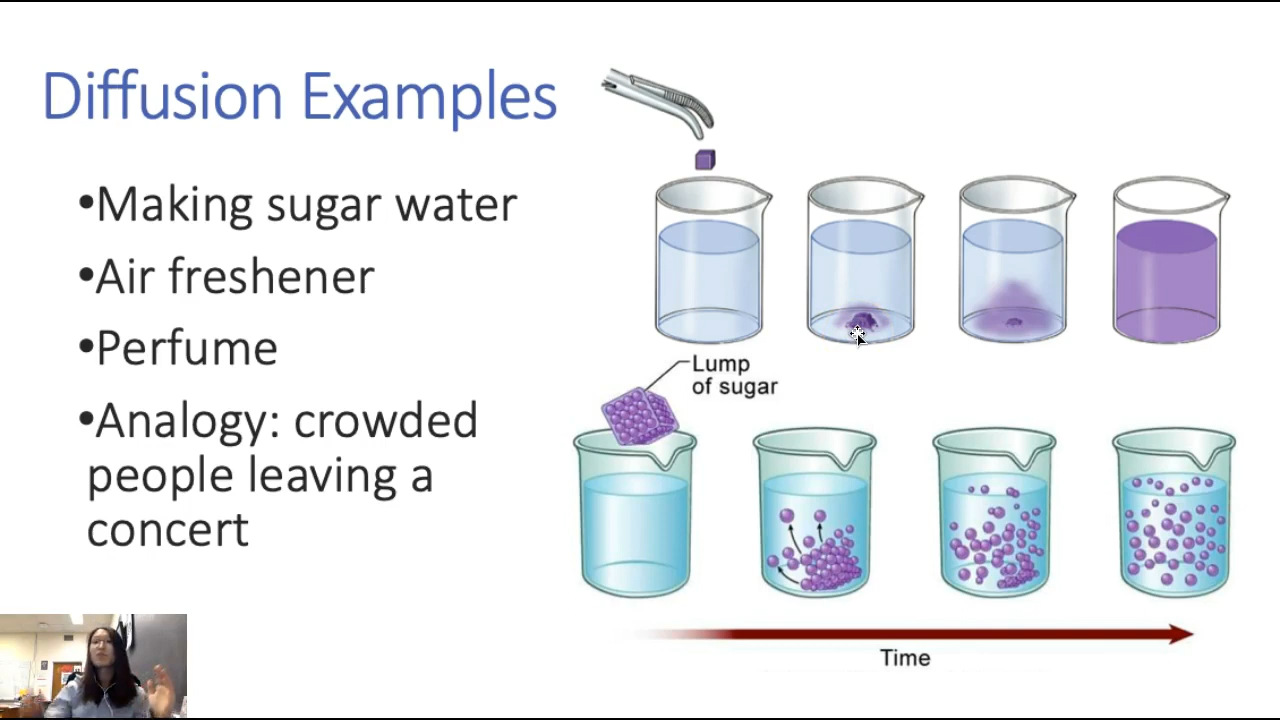 Diffusion Examples
•Making sugar water
•Air freshener
•Perfume
•Analogy: crowded
people leaving a
concert
Lump
of sugar
Time